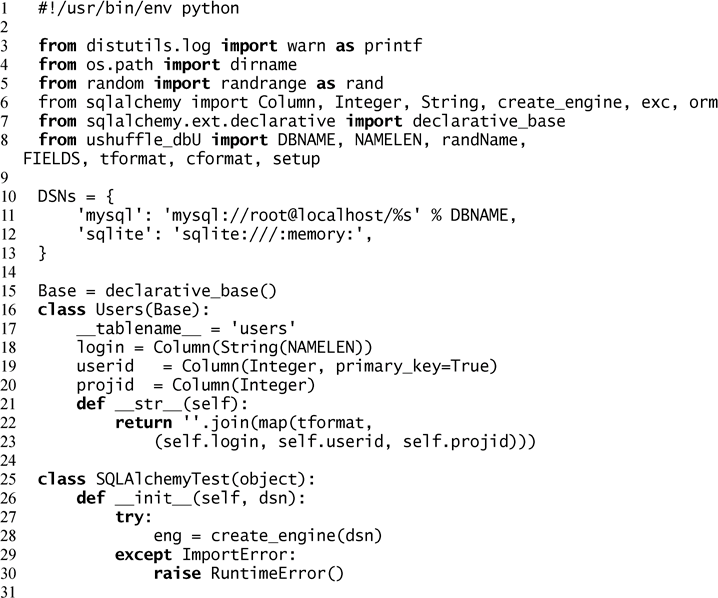 1 #!/usr/bin/env python
2
3 from distutils.log import warn as printf
4 from os.path import dirname
5 from random import randrange as rand
6 from sqlalchemy import Column, Integer, String, create_engine, exc, orm
7 from sqlalchemy.ext.declarative import declarative_base
8 from ushuffle_dbU import DBNAME, NAMELEN, randName,
FIELDS, tformat, cformat, setup
9
10 DSNs = {
11     'mysql': 'mysql://root@localhost/%s' % DBNAME,
12     'sqlite': 'sqlite:///:memory:',
13 }
14
15 Base = declarative_base()
16 class Users(Base):
17     __tablename__ = 'users'
18     login = Column(String(NAMELEN))
19     userid   = Column(Integer, primary_key=True)
20     projid  = Column(Integer)
21     def __str__(self):
22         return ''.join(map(tformat,
23             (self.login, self.userid, self.projid)))
24
25 class SQLAlchemyTest(object):
26     def __init__(self, dsn):
27         try:
28             eng = create_engine(dsn)
29         except ImportError:
30             raise RuntimeError()
31